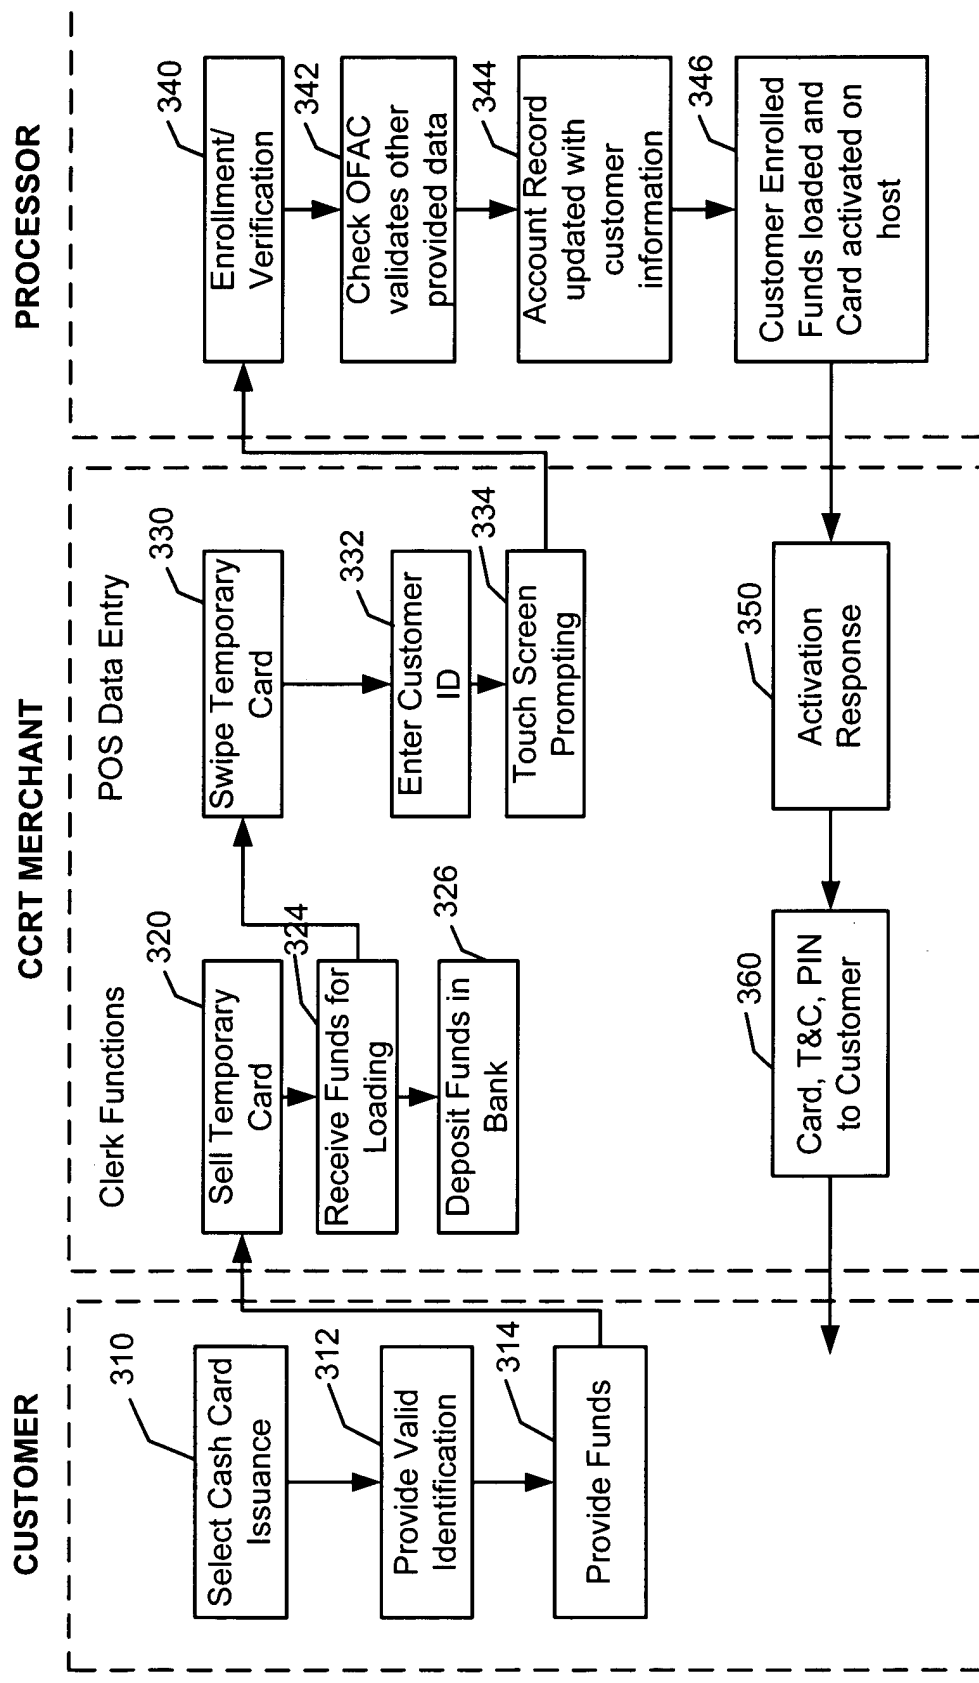 CUSTOMER
310
Select Cash Card
Issuance
312
Provide Valid
Identification
314
Provide Funds
CCRT MERCHANT
Clerk Functions
320
Sell Temporary
Card
324
Receive Funds for
Loading
326
Deposit Funds in
Bank
POS Data Entry
330
Swipe Temporary
Card
332
Enter Customer
ID
334
Touch Screen
Prompting
PROCESSOR
340
Enrollment/
Verification
342
Check OFAC
validates other
provided data
344
Account Record
updated with
customer
information
346
Customer Enrolled
Funds loaded and
Card activated on
host
350
Activation
Response
360
Card, T&C, PIN
to Customer